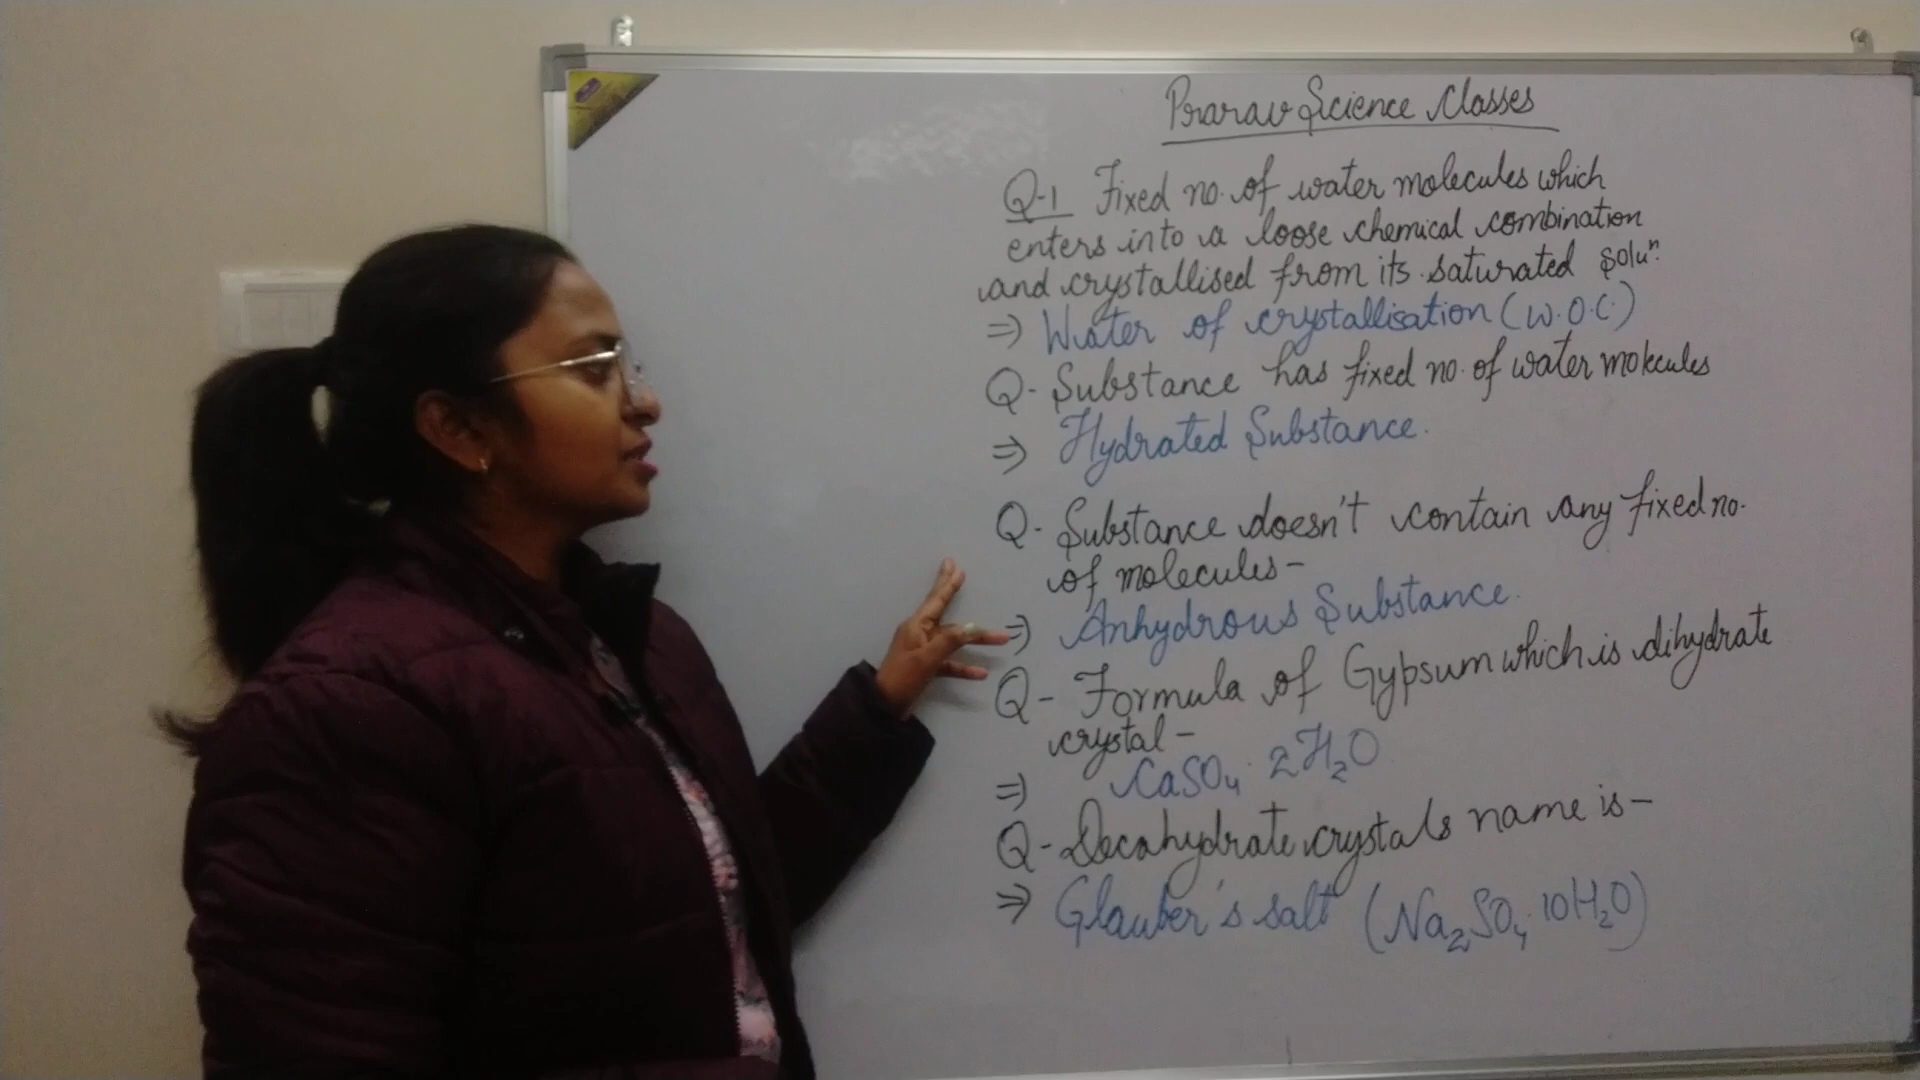 Prarav Science Classes
Q-1 Fixed no. of water molecules which
enters into a loose chemical combination
and crystallised from its saturated soluⁿ.
⇒ Water of crystallisation (W.O.C.)
Q- Substance has fixed no. of water molecules
⇒ Hydrated Substance.
Q- Substance doesn't contain any fixed no.
of molecules-
⇒ Anhydrous Substance.
Q- Formula of Gypsum which is dihydrate
crystal-
⇒ CaSO₄. 2H₂O
Q- Decahydrate crystals name is-
⇒ Glauber's salt (Na₂SO₄.10H₂O)